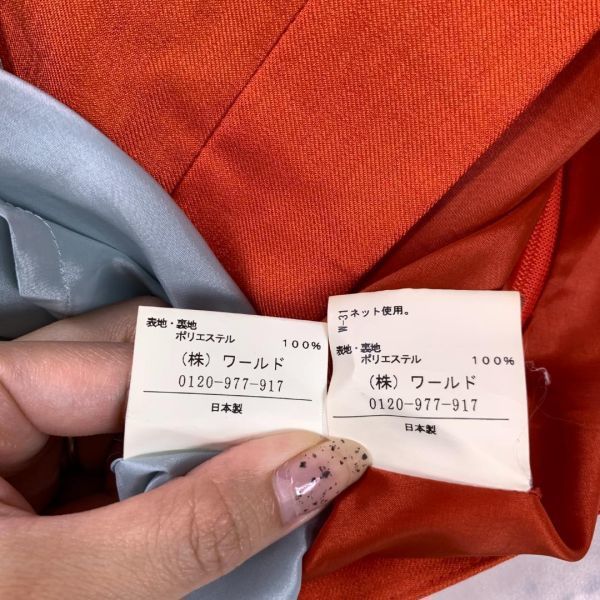 表地・裏地
ポリエステル 100%
(株) ワールド
0120-977-917
日本製
M-31
ネット使用。
表地・裏地
ポリエステル 100%
(株) ワールド
0120-977-917
日本製